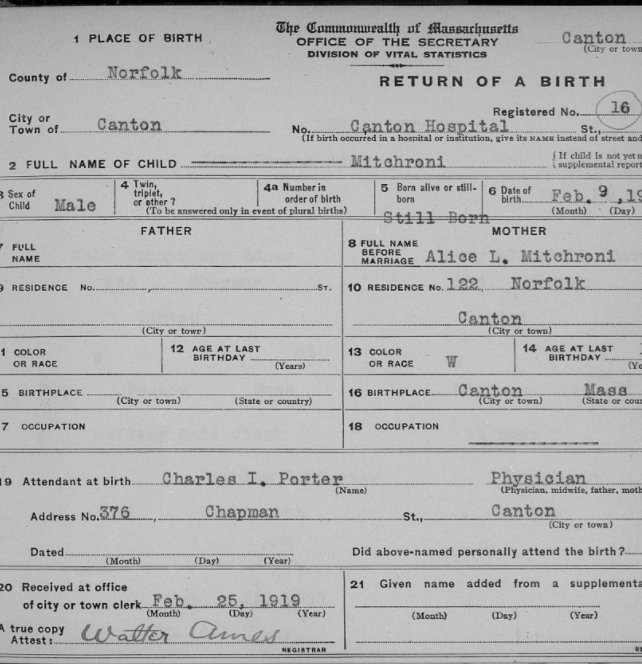 The Commonwealth of Massachusetts
OFFICE OF THE SECRETARY
DIVISION OF VITAL STATISTICS
RETURN OF A BIRTH
Canton
(City or town
1 PLACE OF BIRTH
County of Norfolk
Registered No. 16
City or Town of Canton No. Canton Hospital St.,
(If birth occurred in a hospital or institution, give its NAME instead of street and
2 FULL NAME OF CHILD Mitchroni
{ If child is not yet
supplemental report
Sex of Child Male
4 Twin, triplet, or other?
4a Number in order of birth
(To be answered only in event of plural births)
5 Born alive or still-born Still Born
6 Date of birth Feb. 9, 19
(Month) (Day)
FATHER
7 FULL NAME
9 RESIDENCE No. , ST.
(City or town)
COLOR OR RACE
12 AGE AT LAST BIRTHDAY
(Years)
5 BIRTHPLACE
(City or town) (State or country)
7 OCCUPATION
MOTHER
8 FULL NAME BEFORE MARRIAGE Alice L. Mitchroni
10 RESIDENCE No. 122 Norfolk
Canton
(City or town)
13 COLOR OR RACE W
14 AGE AT LAST BIRTHDAY
16 BIRTHPLACE Canton Mass
(City or town) (State or
18 OCCUPATION
19 Attendant at birth Charles I. Porter Physician
(Name) (Physician, midwife, father,
Address No. 376, Chapman St., Canton
(City or town)
Dated
(Month) (Day) (Year)
Did above-named personally attend the birth?
20 Received at office
of city or town clerk Feb. 25, 1919
(Month) (Day) (Year)
A true copy
Attest: Walter Ames
REGISTRAR
21 Given name added from a
(Month) (Day) (Year)